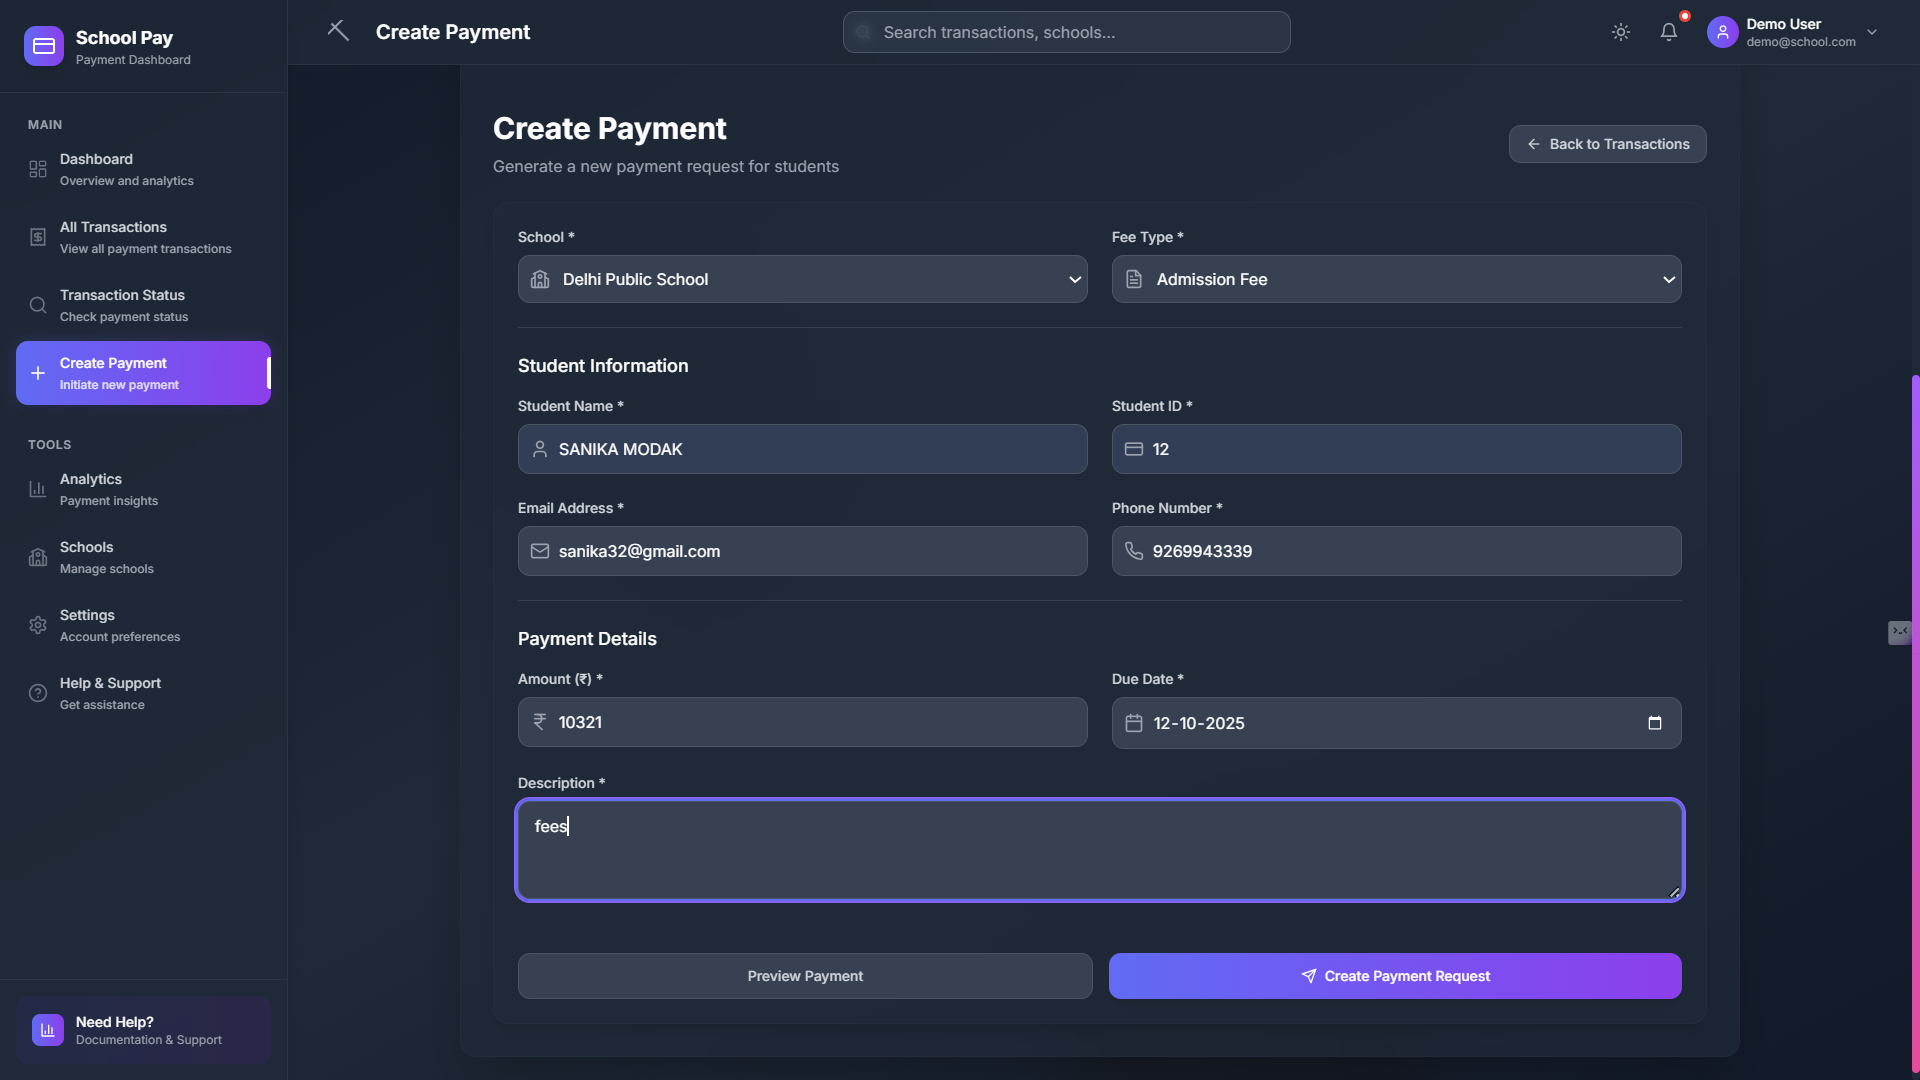 School Pay
Payment Dashboard
Create Payment
Search transactions, schools...
Demo User
demo@school.com
MAIN
Dashboard
Overview and analytics
All Transactions
View all payment transactions
Transaction Status
Check payment status
Create Payment
Initiate new payment
TOOLS
Analytics
Payment insights
Schools
Manage schools
Settings
Account preferences
Help & Support
Get assistance
Need Help?
Documentation & Support
Create Payment
Generate a new payment request for students
Back to Transactions
School *
Fee Type *
Delhi Public School
Admission Fee
Student Information
Student Name *
Student ID *
SANIKA MODAK
12
Email Address *
Phone Number *
sanika32@gmail.com
9269943339
Payment Details
Amount (₹) *
Due Date *
₹ 10321
12-10-2025
Description *
fees
Preview Payment
Create Payment Request